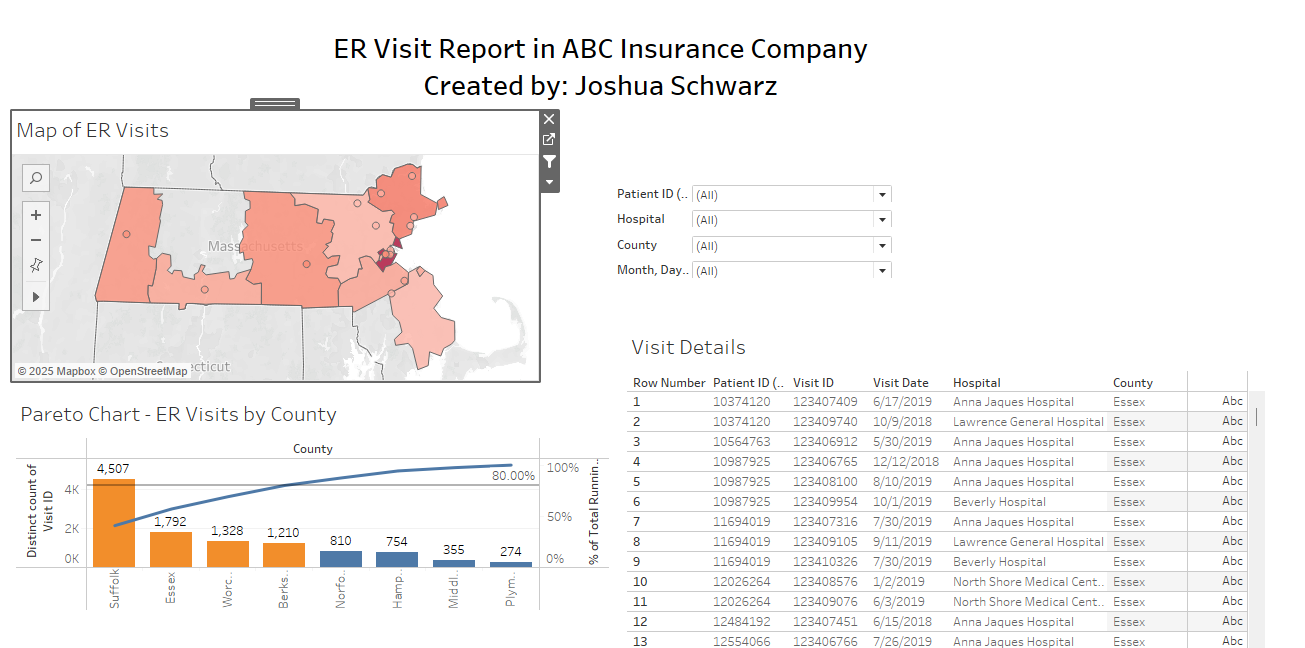 ER Visit Report in ABC Insurance Company
Created by: Joshua Schwarz
Map of ER Visits
Massachusetts
© 2025 Mapbox © OpenStreetMap
ecticut
Patient ID (.. (All)
Hospital (All)
County (All)
Month, Day.. (All)
Pareto Chart - ER Visits by County
County
Distinct count of
Visit ID
4K
2K
0K
4,507
1,792
1,328
1,210
810
754
355
274
80.00%
100%
50%
0%
% of Total Runnin..
Suffolk
Essex
Worc..
Berks..
Norfo..
Hamp..
Middl..
Plym..
Visit Details
Row Number Patient ID (.. Visit ID Visit Date Hospital County
1 10374120 123407409 6/17/2019 Anna Jaques Hospital Essex Abc
2 10374120 123409740 10/9/2018 Lawrence General Hospital Essex Abc
3 10564763 123406912 5/30/2019 Anna Jaques Hospital Essex Abc
4 10987925 123406765 12/12/2018 Anna Jaques Hospital Essex Abc
5 10987925 123408100 8/10/2019 Anna Jaques Hospital Essex Abc
6 10987925 123409954 10/1/2019 Beverly Hospital Essex Abc
7 11694019 123407316 7/30/2019 Anna Jaques Hospital Essex Abc
8 11694019 123409105 9/11/2019 Lawrence General Hospital Essex Abc
9 11694019 123410326 7/30/2019 Beverly Hospital Essex Abc
10 12026264 123408576 1/2/2019 North Shore Medical Cent.. Essex Abc
11 12026264 123409076 6/3/2019 North Shore Medical Cent.. Essex Abc
12 12484192 123407451 6/15/2018 Anna Jaques Hospital Essex Abc
13 12554066 123406766 7/26/2019 Anna Jaques Hospital Essex Abc